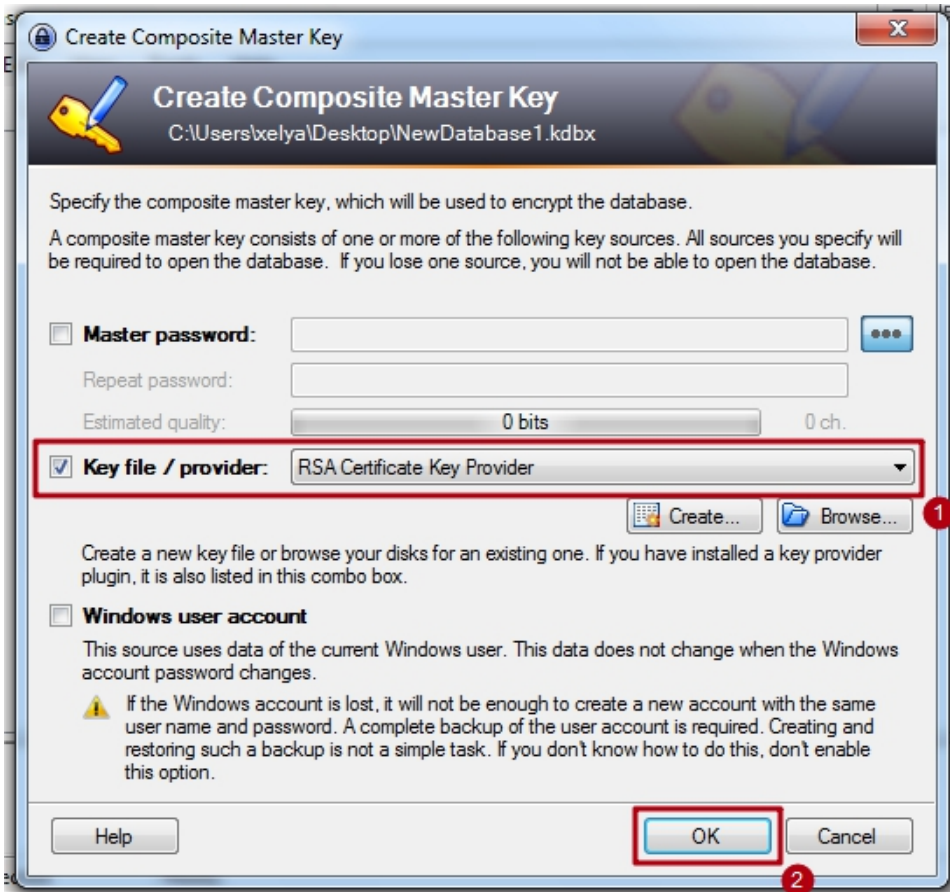 Create Composite Master Key
Create Composite Master Key
C:\Users\xelya\Desktop\NewDatabase1.kdbx
Specify the composite master key, which will be used to encrypt the database.
A composite master key consists of one or more of the following key sources. All sources you specify will
be required to open the database. If you lose one source, you will not be able to open the database.
Master password:
Repeat password:
Estimated quality: 0 bits 0 ch.
Key file / provider: RSA Certificate Key Provider
Create... Browse... 1
Create a new key file or browse your disks for an existing one. If you have installed a key provider
plugin, it is also listed in this combo box.
Windows user account
This source uses data of the current Windows user. This data does not change when the Windows
account password changes.
If the Windows account is lost, it will not be enough to create a new account with the same
user name and password. A complete backup of the user account is required. Creating and
restoring such a backup is not a simple task. If you don't know how to do this, don't enable
this option.
Help OK Cancel
2